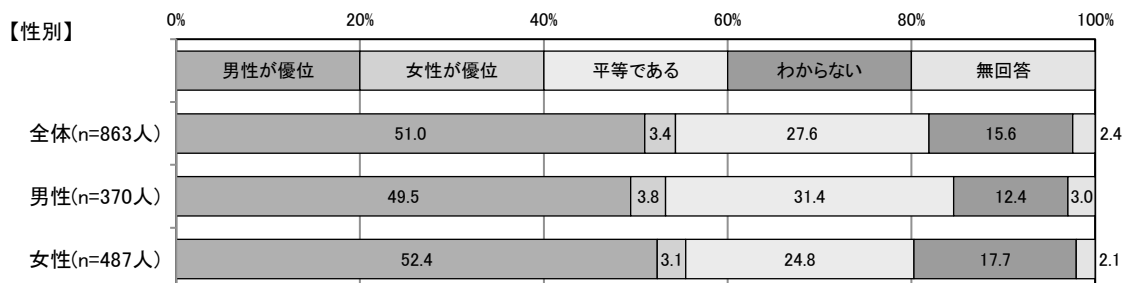 0% 20% 40% 60% 80% 100%
【性別】
男性が優位 女性が優位 平等である わからない 無回答
全体(n=863人) 51.0 3.4 27.6 15.6 2.4
男性(n=370人) 49.5 3.8 31.4 12.4 3.0
女性(n=487人) 52.4 3.1 24.8 17.7 2.1